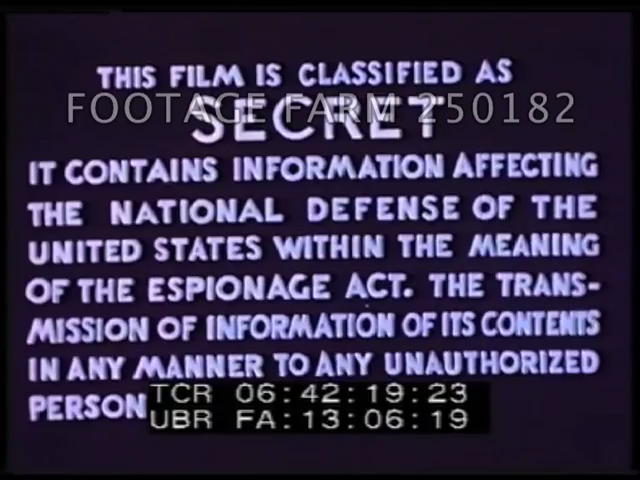 THIS FILM IS CLASSIFIED AS
FOOTAGE FARM 250182
SECRET
IT CONTAINS INFORMATION AFFECTING
THE NATIONAL DEFENSE OF THE
UNITED STATES WITHIN THE MEANING
OF THE ESPIONAGE ACT. THE TRANS-
MISSION OF INFORMATION OF ITS CONTENTS
IN ANY MANNER TO ANY UNAUTHORIZED
PERSON
TCR 06:42:19:23
UBR FA:13:06:19